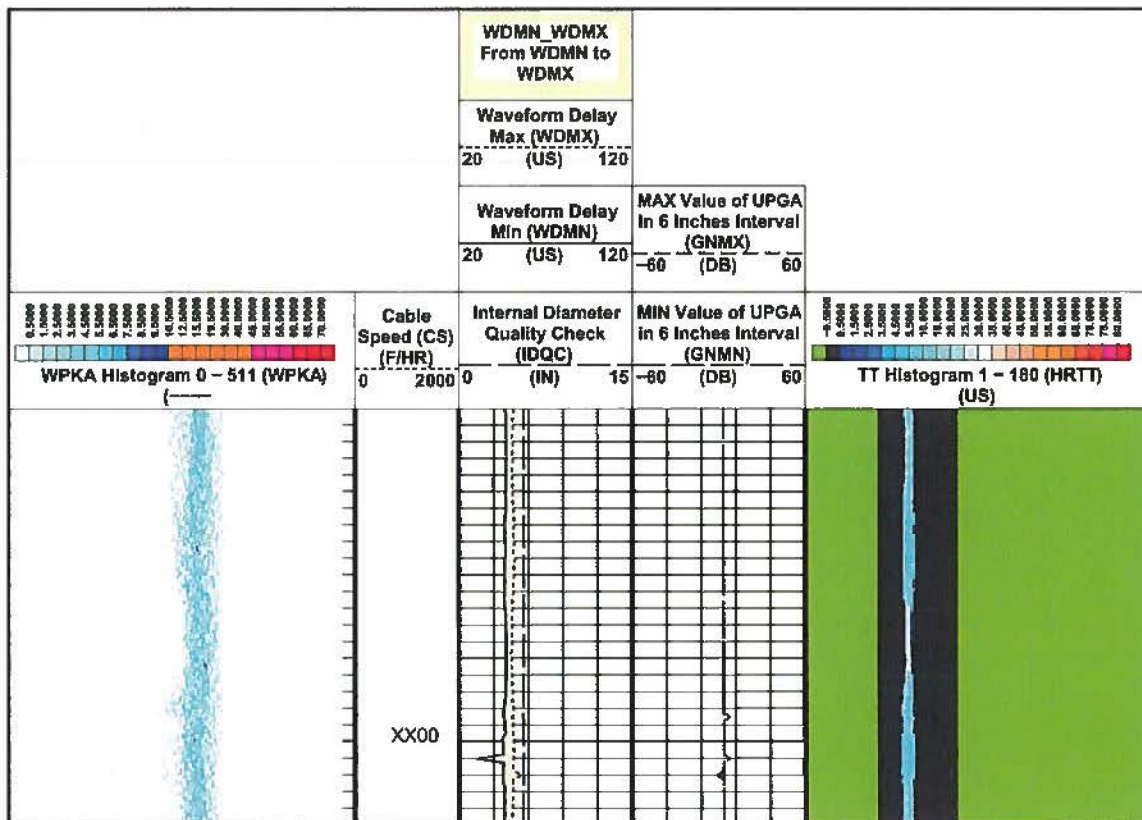 WDMN_WDMX
From WDMN to
WDMX
Waveform Delay
Max (WDMX)
20 (US) 120
Waveform Delay
Min (WDMN)
20 (US) 120
MAX Value of UPGA
in 6 Inches Interval
(GNMX)
−60 (DB) 60
WPKA Histogram 0 – 511 (WPKA)
(——
Cable
Speed (CS)
(F/HR)
0 2000
Internal Diameter
Quality Check
(IDQC)
0 (IN) 15
MIN Value of UPGA
in 6 Inches Interval
(GNMN)
−60 (DB) 60
TT Histogram 1 – 180 (HRTT)
(US)
XX00